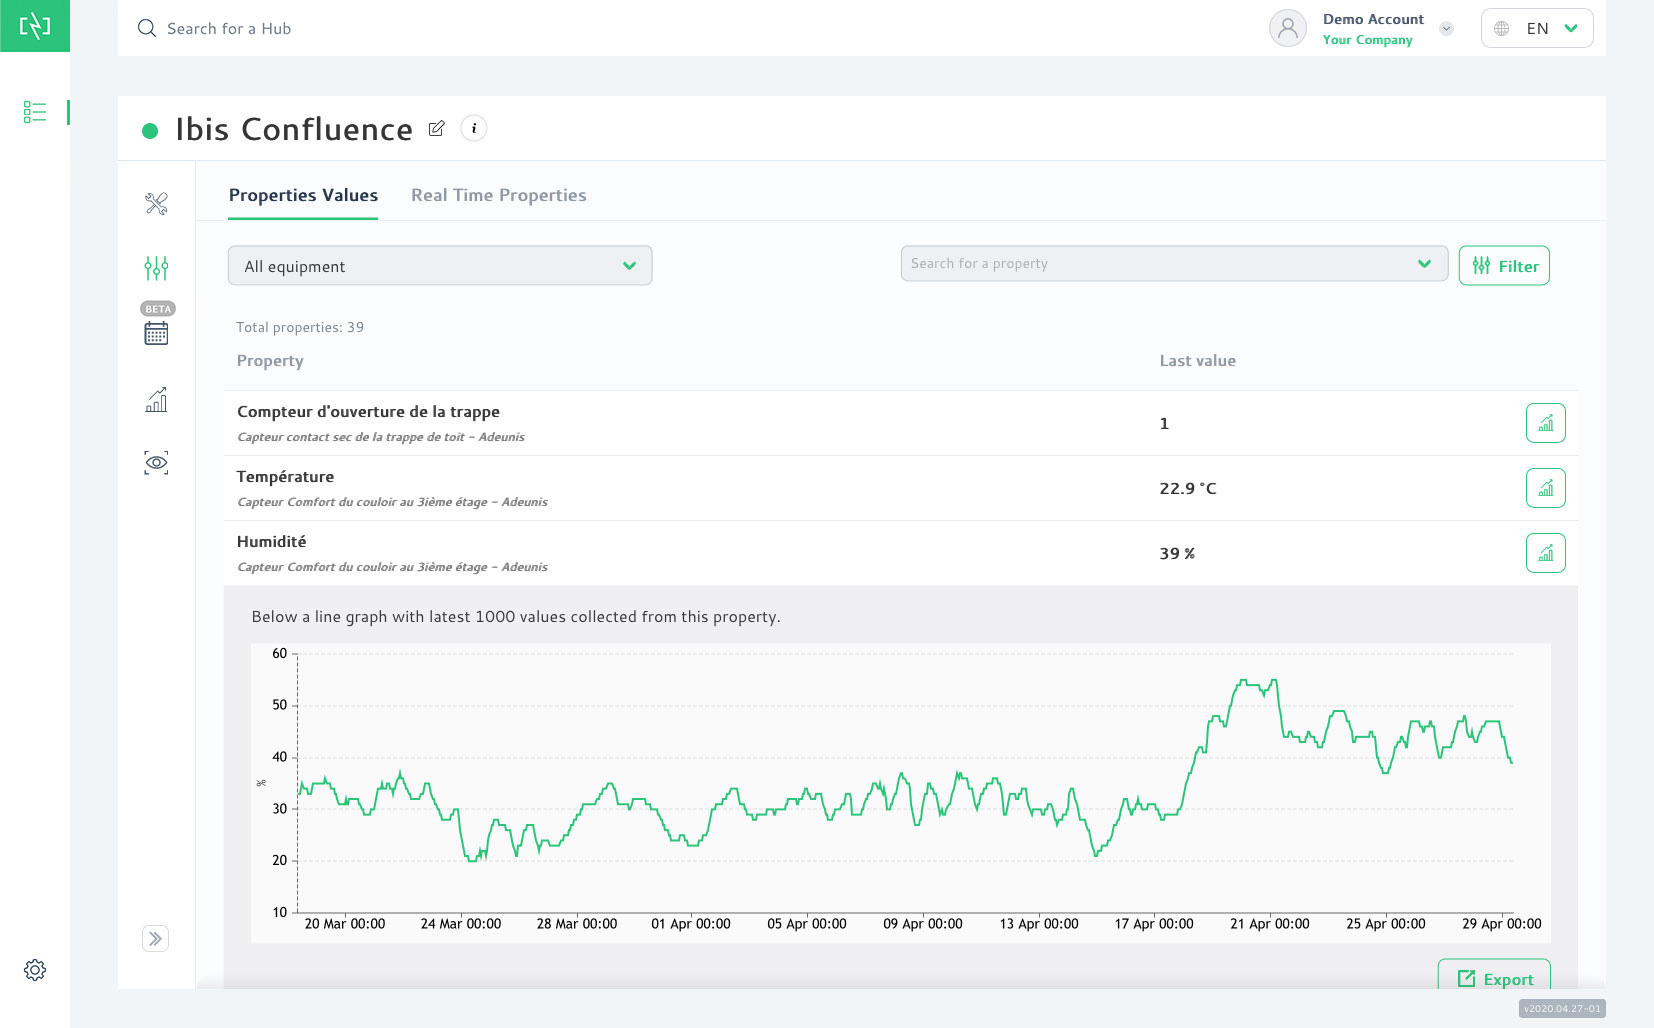 Search for a Hub
Demo Account
Your Company
EN
Ibis Confluence
i
Properties Values
Real Time Properties
All equipment
Search for a property
Filter
BETA
Total properties: 39
Property
Last value
Compteur d'ouverture de la trappe
Capteur contact sec de la trappe de toit - Adeunis
1
Température
Capteur Comfort du couloir au 3ième étage - Adeunis
22.9 °C
Humidité
Capteur Comfort du couloir au 3ième étage - Adeunis
39 %
Below a line graph with latest 1000 values collected from this property.
60
50
40
%
30
20
10
20 Mar 00:00
24 Mar 00:00
28 Mar 00:00
01 Apr 00:00
05 Apr 00:00
09 Apr 00:00
13 Apr 00:00
17 Apr 00:00
21 Apr 00:00
25 Apr 00:00
29 Apr 00:00
Export
v2020.04.27-01